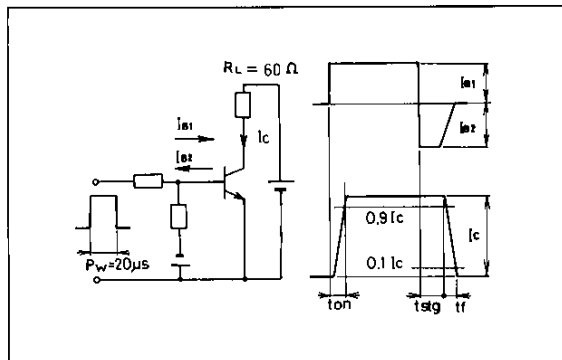 RL = 60 Ω
IB1
IB2
Ic
PW=20μs
IB1
IB2
0,9 Ic
Ic
0.1 Ic
ton
tstg
tf